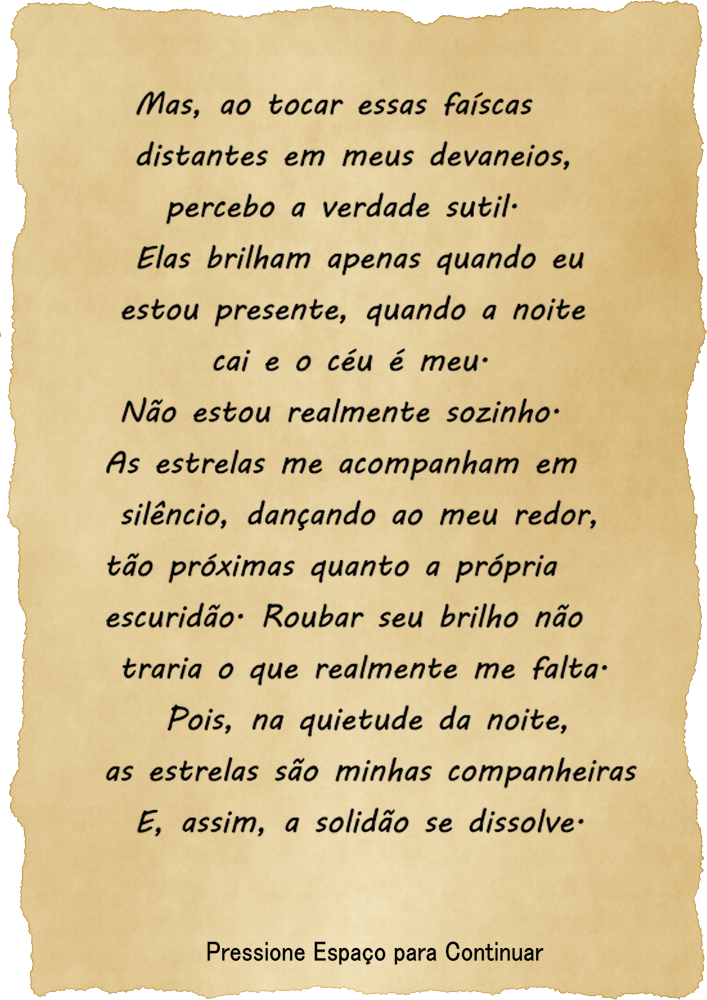 Mas, ao tocar essas faíscas
distantes em meus devaneios,
percebo a verdade sutil.
Elas brilham apenas quando eu
estou presente, quando a noite
cai e o céu é meu.
Não estou realmente sozinho.
As estrelas me acompanham em
silêncio, dançando ao meu redor,
tão próximas quanto a própria
escuridão. Roubar seu brilho não
traria o que realmente me falta.
Pois, na quietude da noite,
as estrelas são minhas companheiras
E, assim, a solidão se dissolve.
Pressione Espaço para Continuar